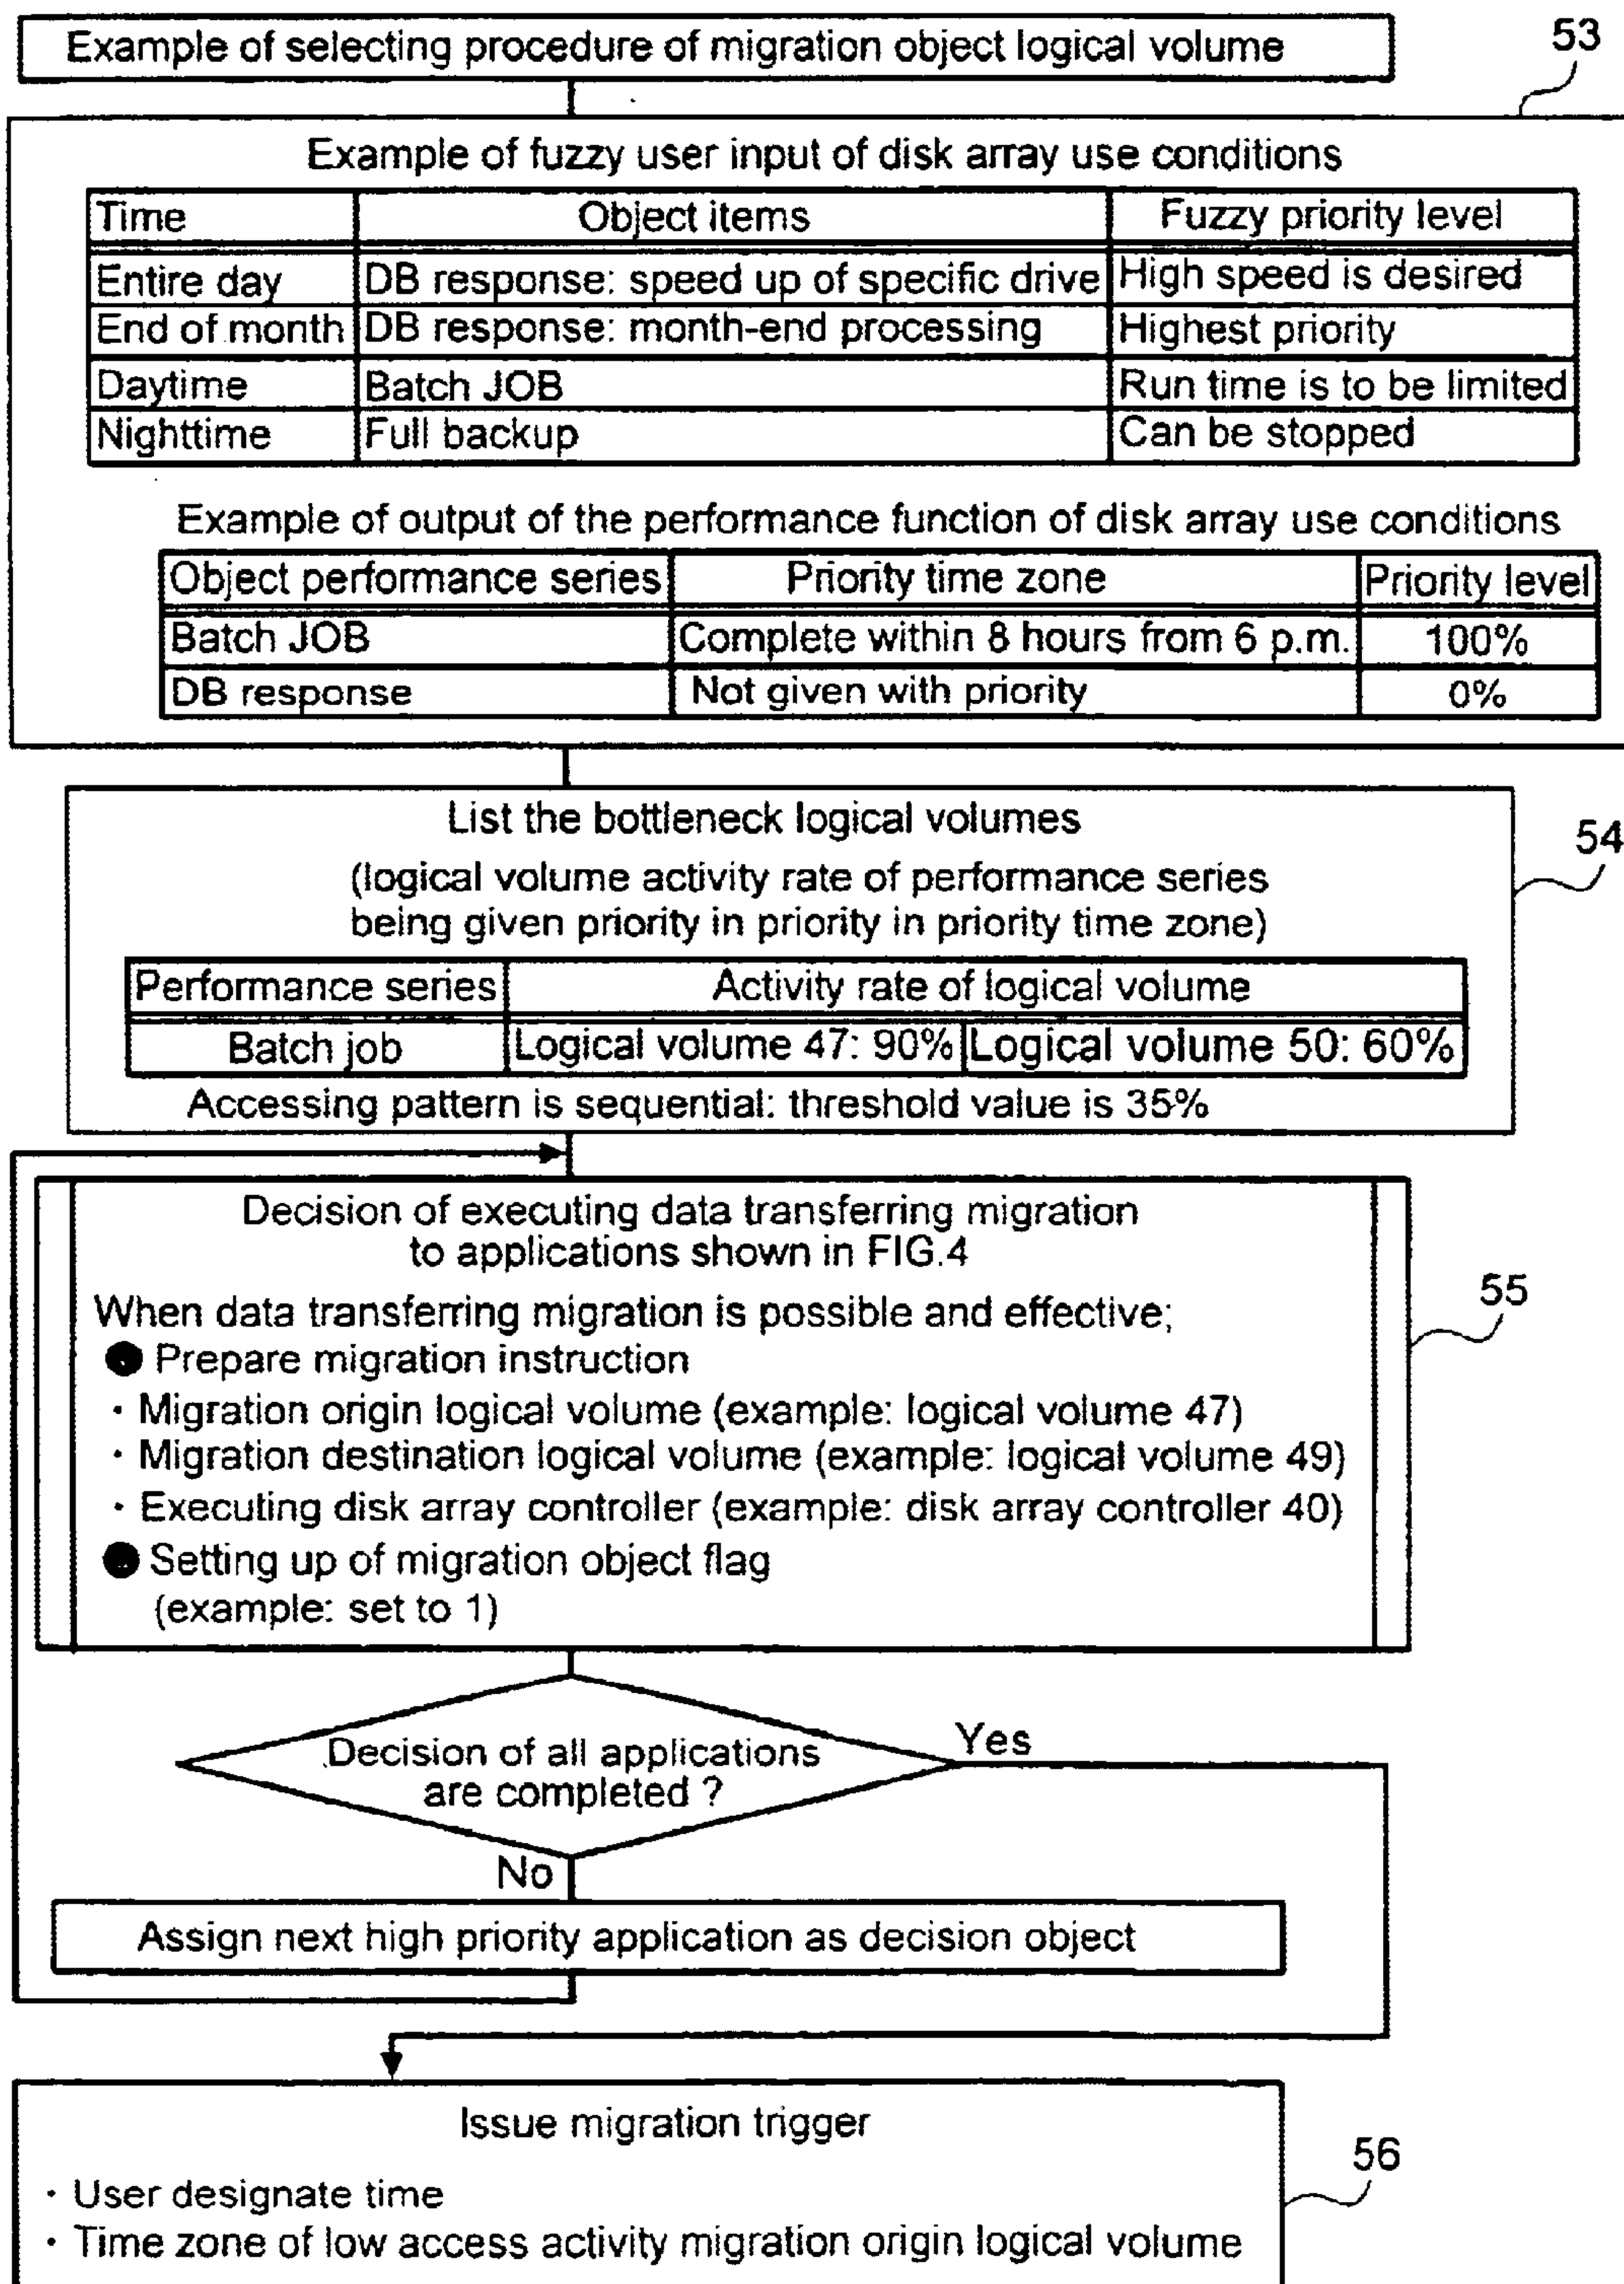 Example of selecting procedure of migration object logical volume
53
Example of fuzzy user input of disk array use conditions
Time Object items Fuzzy priority level
Entire day DB response: speed up of specific drive High speed is desired
End of month DB response: month-end processing Highest priority
Daytime Batch JOB Run time is to be limited
Nighttime Full backup Can be stopped
Example of output of the performance function of disk array use conditions
Object performance series Priority time zone Priority level
Batch JOB Complete within 8 hours from 6 p.m. 100%
DB response Not given with priority 0%
List the bottleneck logical volumes
54
(logical volume activity rate of performance series
being given priority in priority in priority time zone)
Performance series Activity rate of logical volume
Batch job Logical volume 47: 90% Logical volume 50: 60%
Accessing pattern is sequential: threshold value is 35%
Decision of executing data transferring migration
to applications shown in FIG.4
55
When data transferring migration is possible and effective;
● Prepare migration instruction
· Migration origin logical volume (example: logical volume 47)
· Migration destination logical volume (example: logical volume 49)
· Executing disk array controller (example: disk array controller 40)
● Setting up of migration object flag
(example: set to 1)
Decision of all applications
are completed ?
Yes
No
Assign next high priority application as decision object
Issue migration trigger
56
· User designate time
· Time zone of low access activity migration origin logical volume